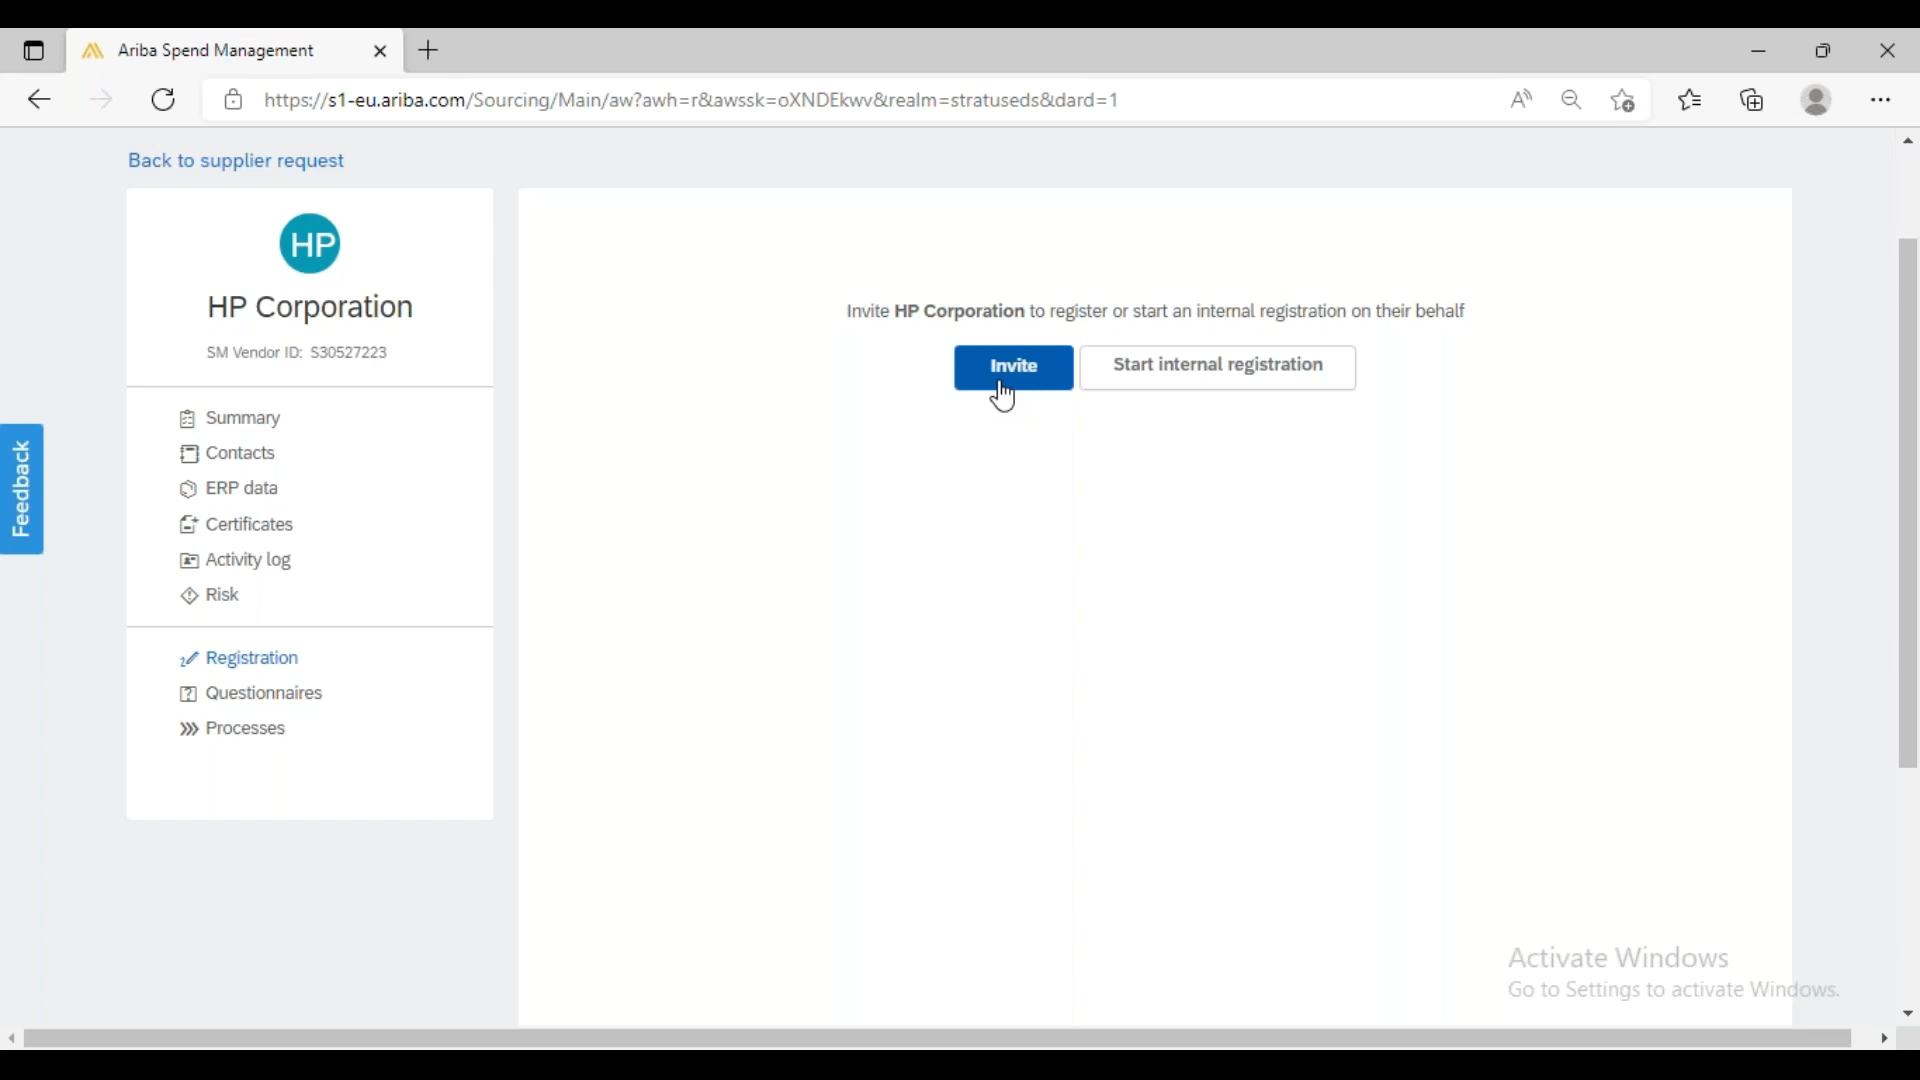 Ariba Spend Management
https://s1-eu.ariba.com/Sourcing/Main/aw?awh=r&awssk=oXNDEkwv&realm=stratuseds&dard=1
Back to supplier request
HP
HP Corporation
SM Vendor ID: S30527223
Summary
Contacts
ERP data
Certificates
Activity log
Risk
Registration
Questionnaires
Processes
Feedback
Invite HP Corporation to register or start an internal registration on their behalf
Invite
Start internal registration
Activate Windows
Go to Settings to activate Windows.